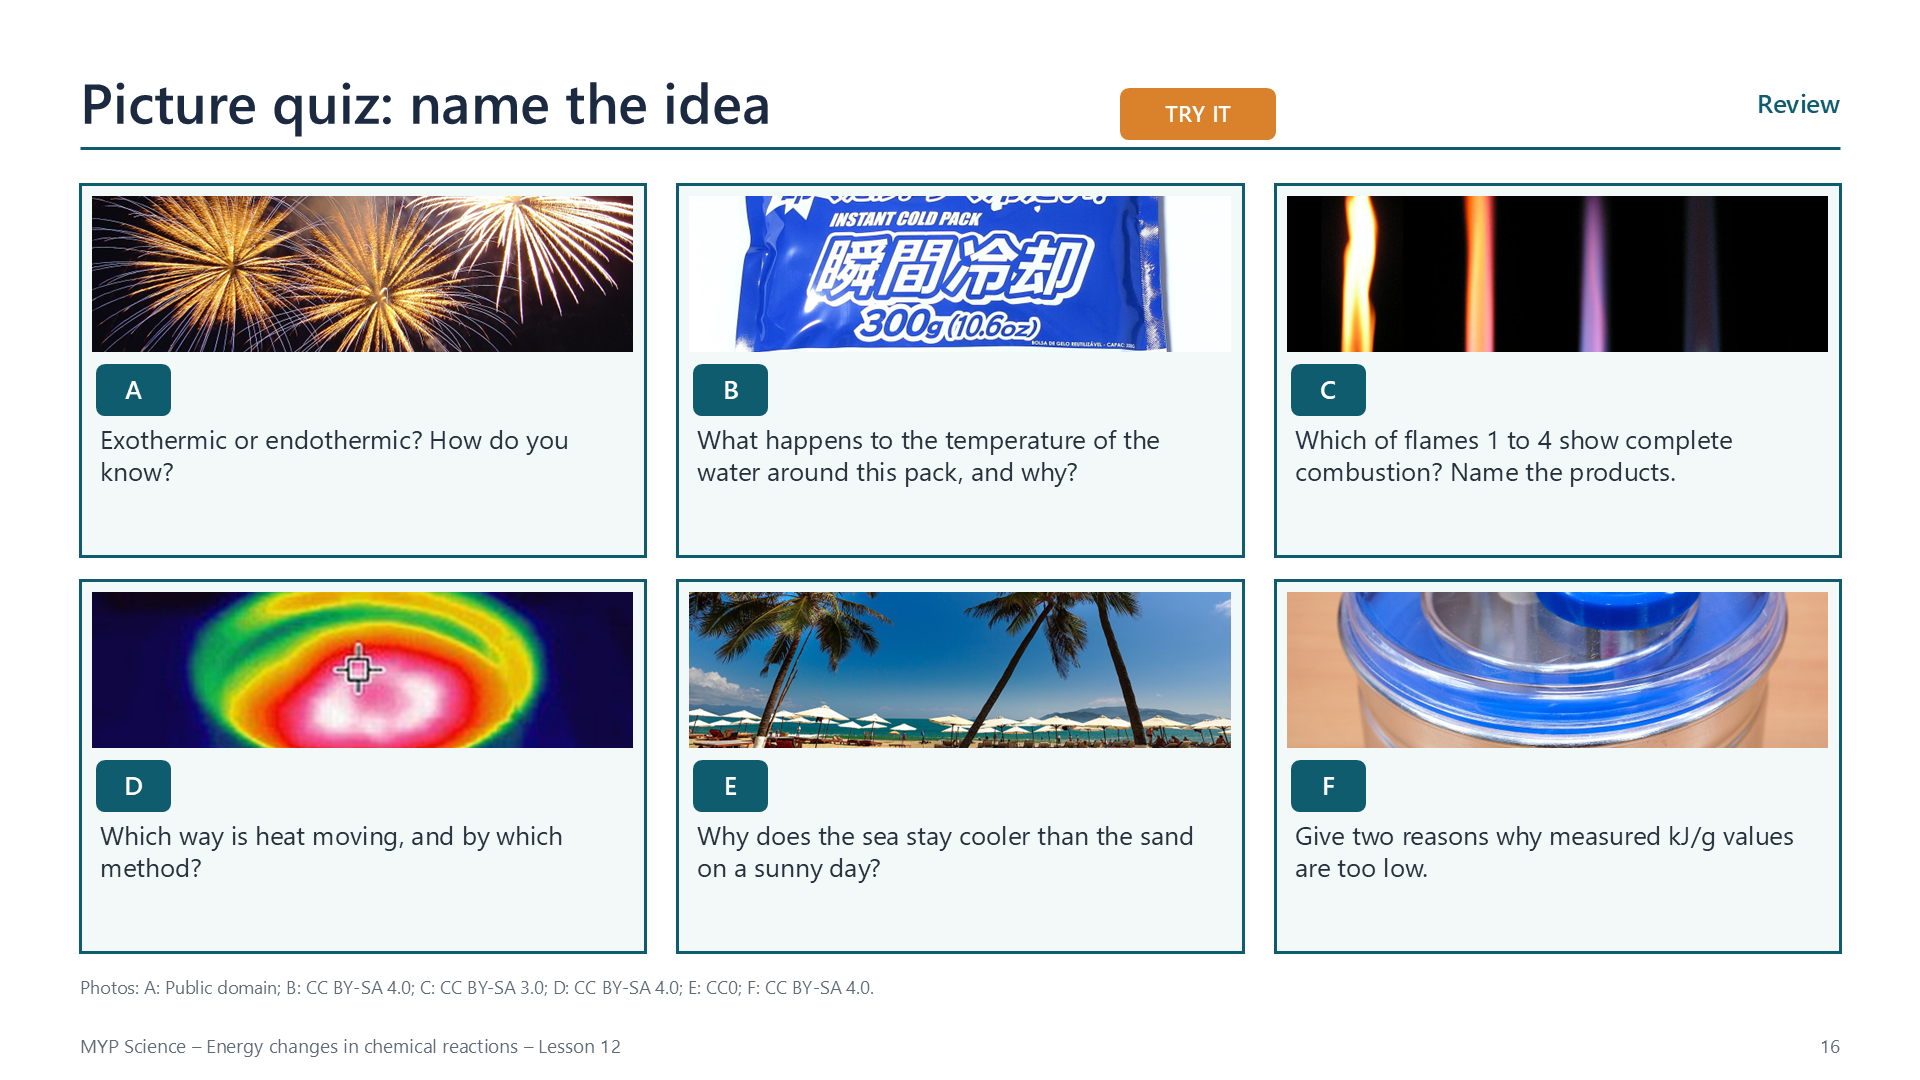 Picture quiz: name the idea
TRY IT
Review
INSTANT COLD PACK
瞬間冷却
300g (10.6oz)
BOLSA DE GELO REUTILIZÁVEL - CAPAC:
A
Exothermic or endothermic? How do you
know?
B
What happens to the temperature of the
water around this pack, and why?
C
Which of flames 1 to 4 show complete
combustion? Name the products.
D
Which way is heat moving, and by which
method?
E
Why does the sea stay cooler than the sand
on a sunny day?
F
Give two reasons why measured kJ/g values
are too low.
Photos: A: Public domain; B: CC BY-SA 4.0; C: CC BY-SA 3.0; D: CC BY-SA 4.0; E: CC0; F: CC BY-SA 4.0.
MYP Science – Energy changes in chemical reactions – Lesson 12
16